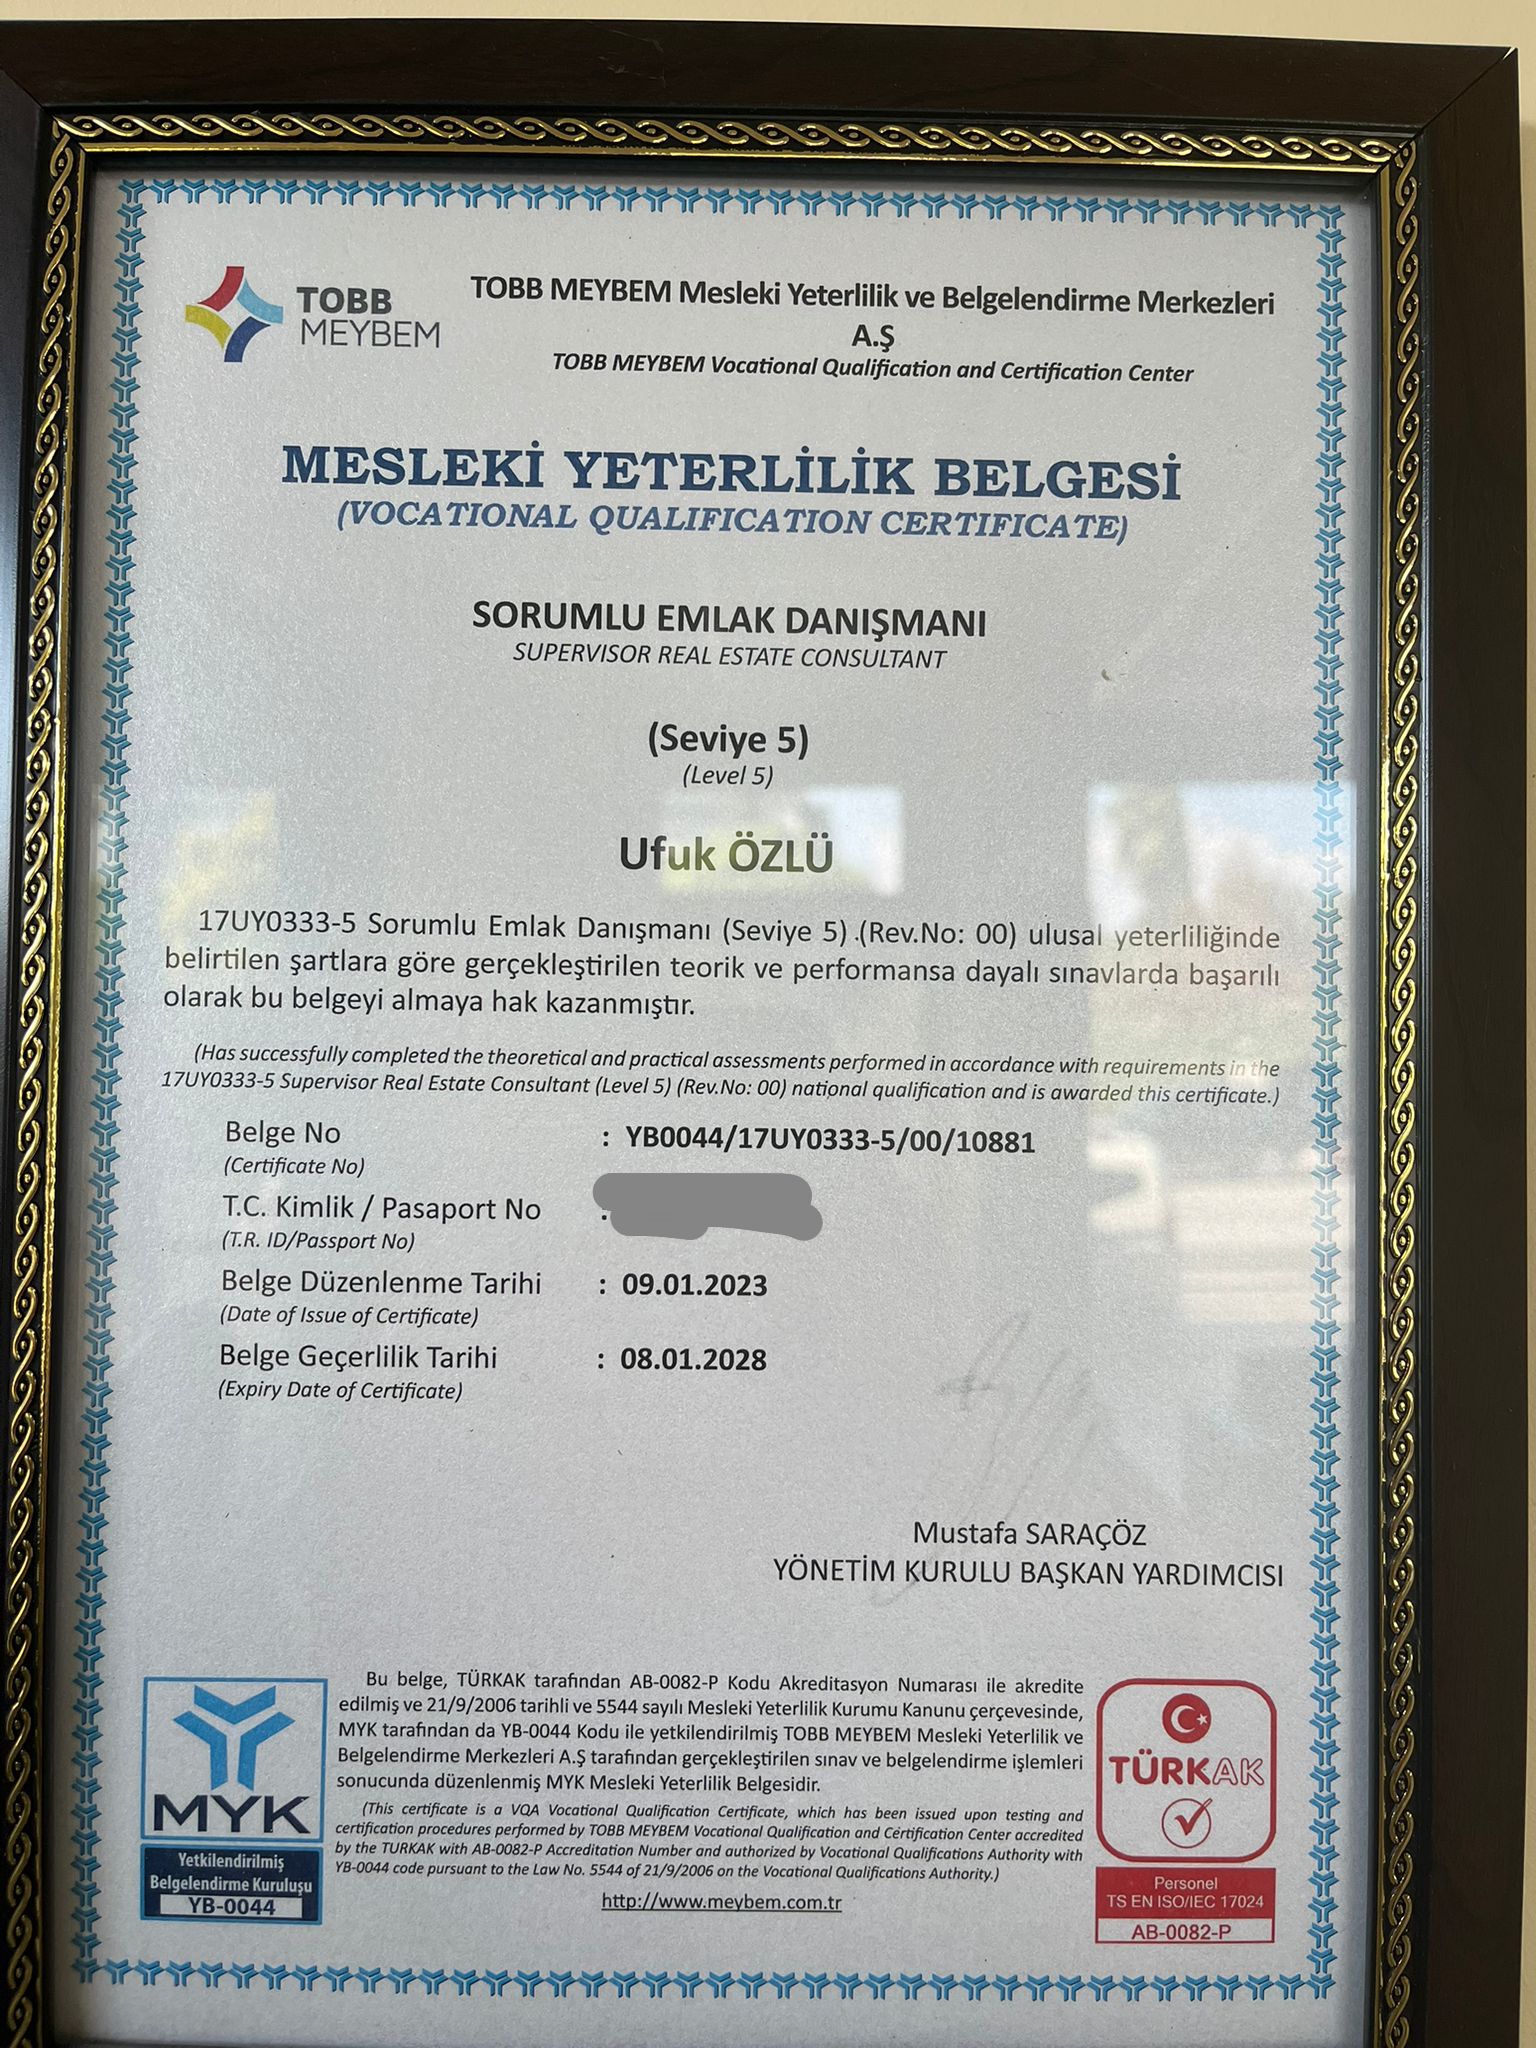 TOBB
MEYBEM
TOBB MEYBEM Mesleki Yeterlilik ve Belgelendirme Merkezleri
A.Ş
TOBB MEYBEM Vocational Qualification and Certification Center
MESLEKİ YETERLİLİK BELGESİ
(VOCATIONAL QUALIFICATION CERTIFICATE)
SORUMLU EMLAK DANIŞMANI
SUPERVISOR REAL ESTATE CONSULTANT
(Seviye 5)
(Level 5)
Ufuk ÖZLÜ
17UY0333-5 Sorumlu Emlak Danışmanı (Seviye 5) .(Rev.No: 00) ulusal yeterliliğinde
belirtilen şartlara göre gerçekleştirilen teorik ve performansa dayalı sınavlarda başarılı
olarak bu belgeyi almaya hak kazanmıştır.
(Has successfully completed the theoretical and practical assessments performed in accordance with requirements in the
17UY0333-5 Supervisor Real Estate Consultant (Level 5) (Rev.No: 00) national qualification and is awarded this certificate.)
Belge No : YB0044/17UY0333-5/00/10881
(Certificate No)
T.C. Kimlik / Pasaport No :
(T.R. ID/Passport No)
Belge Düzenlenme Tarihi : 09.01.2023
(Date of Issue of Certificate)
Belge Geçerlilik Tarihi : 08.01.2028
(Expiry Date of Certificate)
Mustafa SARAÇÖZ
YÖNETİM KURULU BAŞKAN YARDIMCISI
Bu belge, TÜRKAK tarafından AB-0082-P Kodu Akreditasyon Numarası ile akredite
edilmiş ve 21/9/2006 tarihli ve 5544 sayılı Mesleki Yeterlilik Kurumu Kanunu çerçevesinde,
MYK tarafından da YB-0044 Kodu ile yetkilendirilmiş TOBB MEYBEM Mesleki Yeterlilik ve
Belgelendirme Merkezleri A.Ş tarafından gerçekleştirilen sınav ve belgelendirme işlemleri
sonucunda düzenlenmiş MYK Mesleki Yeterlilik Belgesidir.
(This certificate is a VQA Vocational Qualification Certificate, which has been issued upon testing and
certification procedures performed by TOBB MEYBEM Vocational Qualification and Certification Center accredited
by the TURKAK with AB-0082-P Accreditation Number and authorized by Vocational Qualifications Authority with
YB-0044 code pursuant to the Law No. 5544 of 21/9/2006 on the Vocational Qualifications Authority.)
http://www.meybem.com.tr
MYK
Yetkilendirilmiş
Belgelendirme Kuruluşu
YB-0044
TÜRKAK
Personel
TS EN ISO/IEC 17024
AB-0082-P